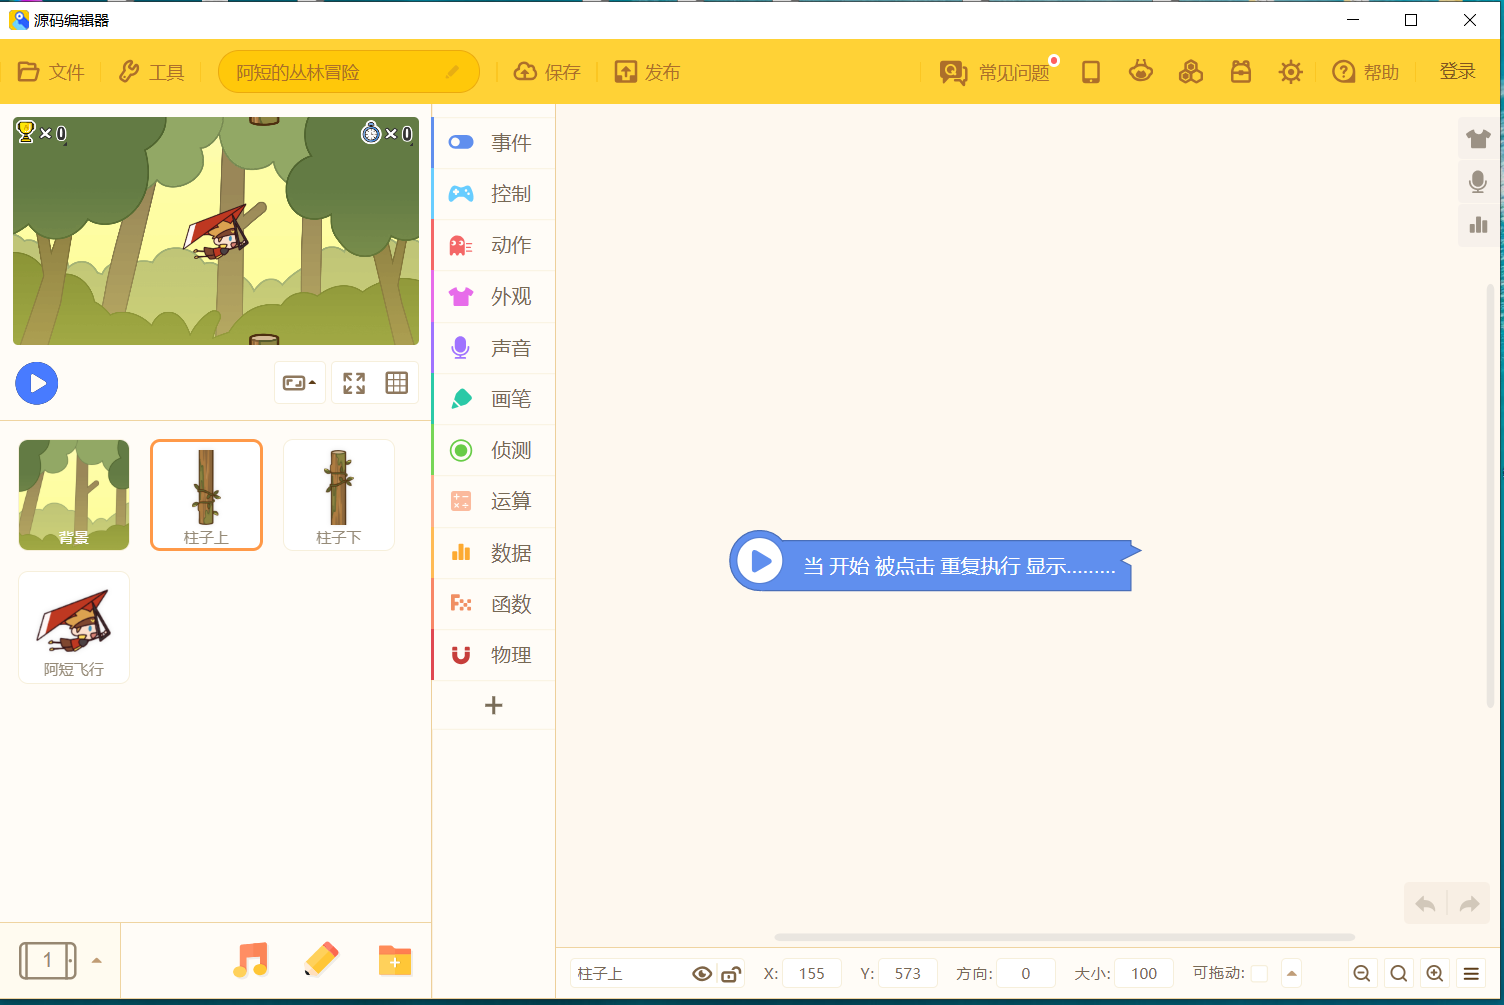 源码编辑器
文件
工具
阿短的丛林冒险
保存
发布
常见问题
帮助
登录
× 0
× 0
事件
控制
动作
外观
声音
画笔
侦测
运算
数据
函数
物理
背景
柱子上
柱子下
阿短飞行
当 开始 被点击 重复执行 显示.........
1
柱子上
X: 155
Y: 573
方向: 0
大小: 100
可拖动: